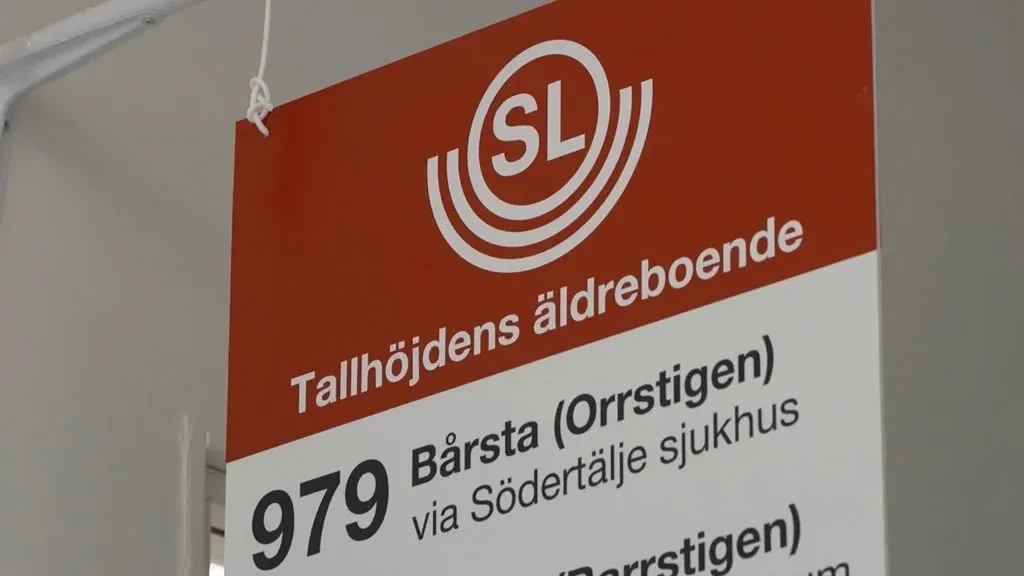 SL
Tallhöjdens äldreboende
979
Bårsta (Orrstigen)
via Södertälje sjukhus